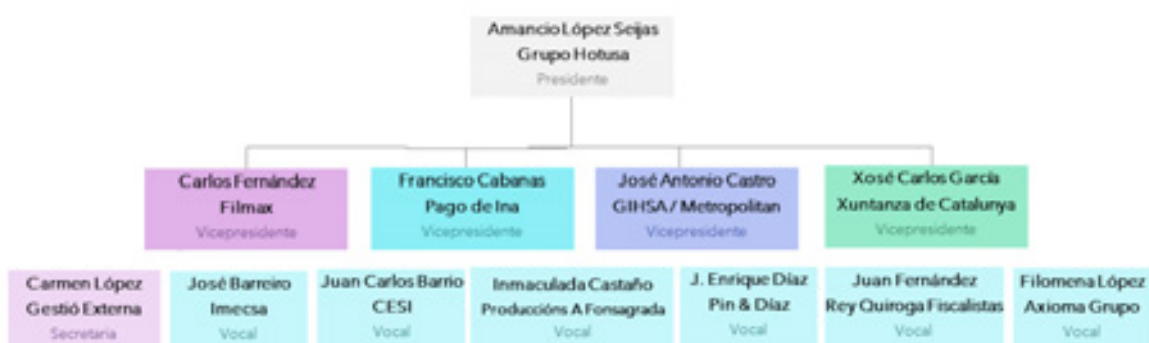 Amancio López Seijas
Grupo Hotusa
Presidente
Carlos Fernández
Filmax
Vicepresidente
Francisco Cabanas
Pago de Ina
Vicepresidente
José Antonio Castro
GIHSA / Metropolitan
Vicepresidente
Xosé Carlos García
Xuntanza de Catalunya
Vicepresidente
Carmen López
Gestió Externa
Secretaria
José Barreiro
Imecsa
Vocal
Juan Carlos Barrio
CESI
Vocal
Inmaculada Castaño
Produccións A Fonsagrada
Vocal
J. Enrique Díaz
Pin & Díaz
Vocal
Juan Fernández
Rey Quiroga Fiscalistas
Vocal
Filomena López
Axioma Grupo
Vocal